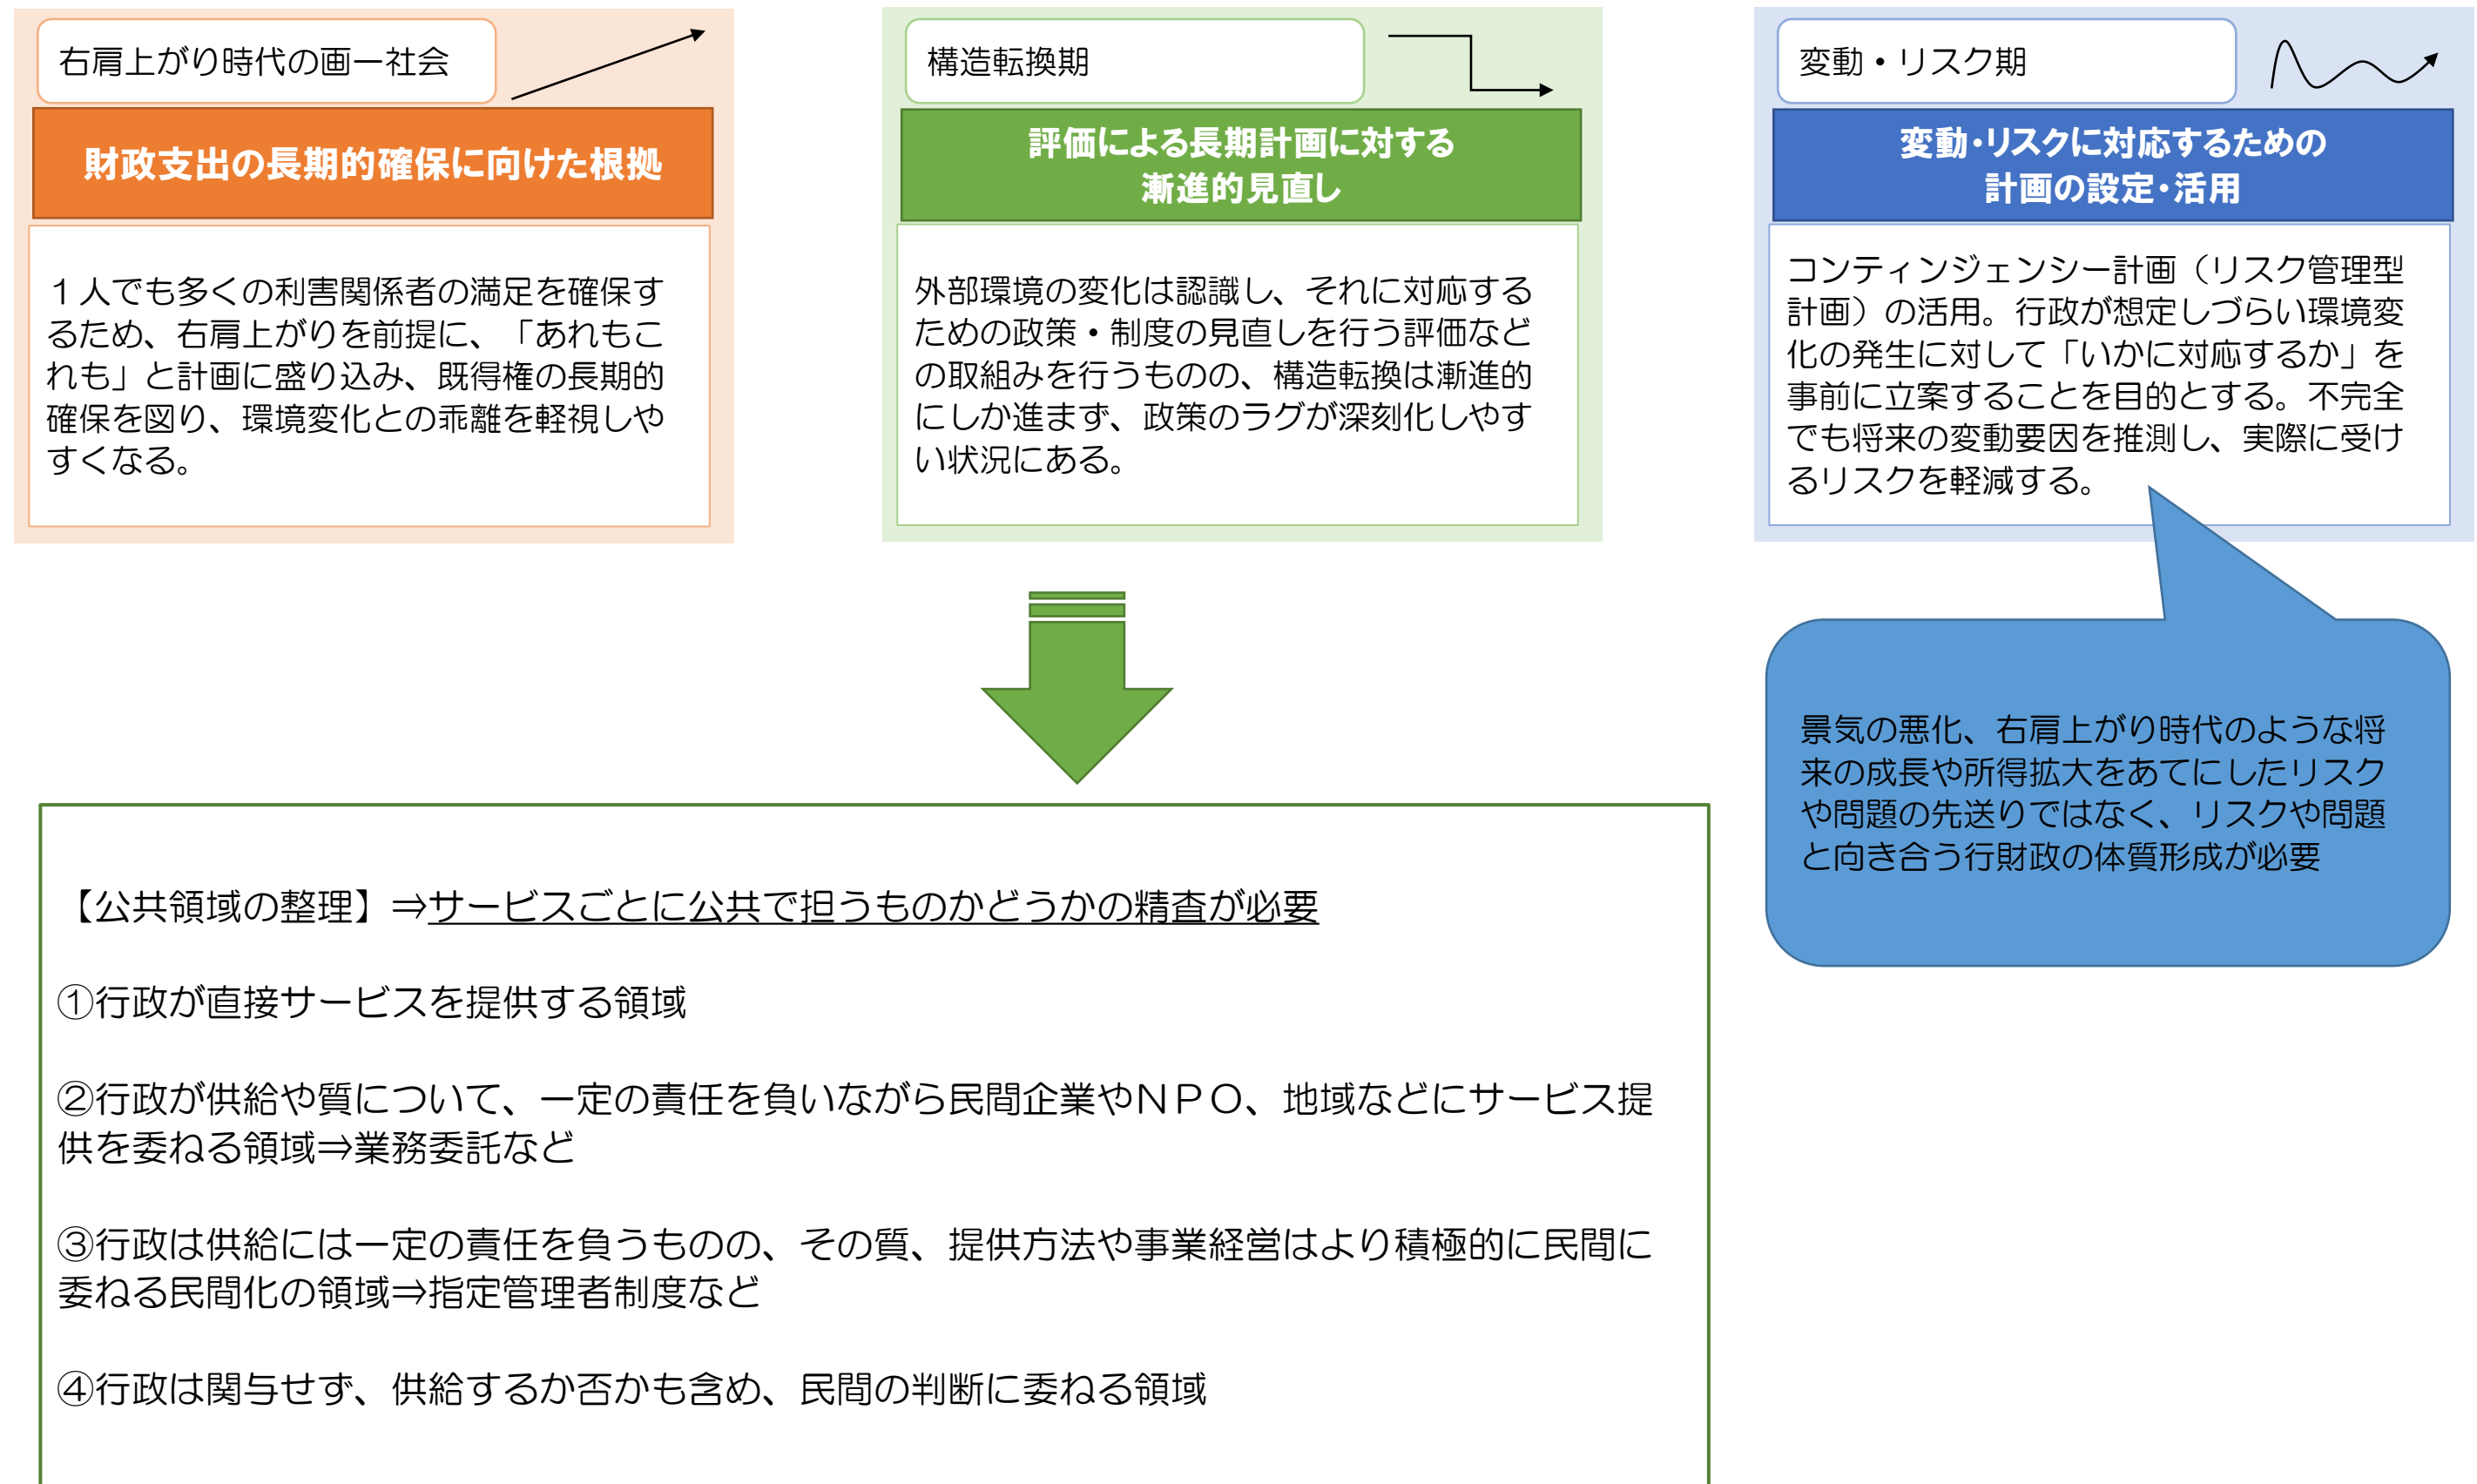 右肩上がり時代の画一社会
財政支出の長期的確保に向けた根拠
１人でも多くの利害関係者の満足を確保す
るため、右肩上がりを前提に、「あれもこ
れも」と計画に盛り込み、既得権の長期的
確保を図り、環境変化との乖離を軽視しや
すくなる。
構造転換期
評価による長期計画に対する
漸進的見直し
外部環境の変化は認識し、それに対応する
ための政策・制度の見直しを行う評価など
の取組みを行うものの、構造転換は漸進的
にしか進まず、政策のラグが深刻化しやす
い状況にある。
変動・リスク期
変動・リスクに対応するための
計画の設定・活用
コンティンジェンシー計画（リスク管理型
計画）の活用。行政が想定しづらい環境変
化の発生に対して「いかに対応するか」を
事前に立案することを目的とする。不完全
でも将来の変動要因を推測し、実際に受け
るリスクを軽減する。
景気の悪化、右肩上がり時代のような将
来の成長や所得拡大をあてにしたリスク
や問題の先送りではなく、リスクや問題
と向き合う行財政の体質形成が必要
【公共領域の整理】⇒サービスごとに公共で担うものかどうかの精査が必要
①行政が直接サービスを提供する領域
②行政が供給や質について、一定の責任を負いながら民間企業やＮＰＯ、地域などにサービス提
供を委ねる領域⇒業務委託など
③行政は供給には一定の責任を負うものの、その質、提供方法や事業経営はより積極的に民間に
委ねる民間化の領域⇒指定管理者制度など
④行政は関与せず、供給するか否かも含め、民間の判断に委ねる領域